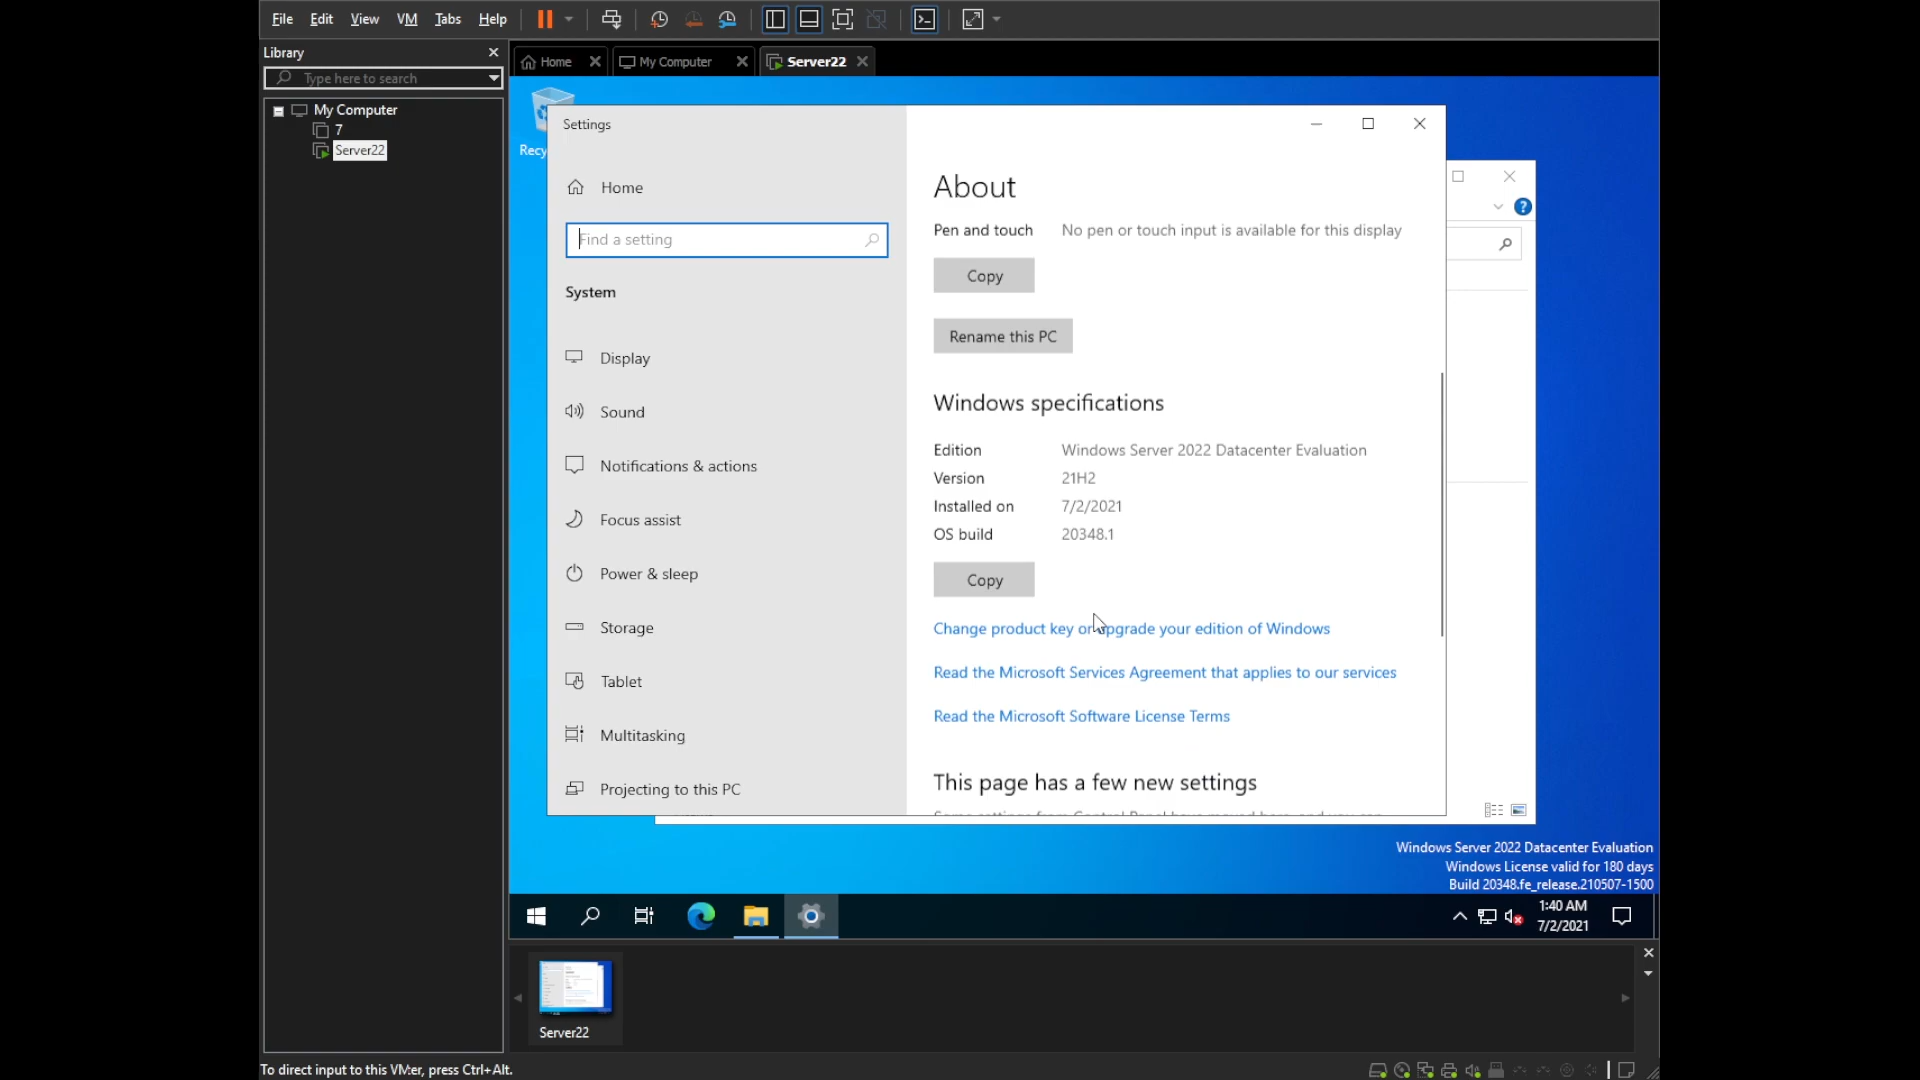 File Edit View VM Tabs Help
Library
Type here to search
My Computer
7
Server22
Home
My Computer
Server22
Recy
Settings
Home
Find a setting
System
Display
Sound
Notifications & actions
Focus assist
Power & sleep
Storage
Tablet
Multitasking
Projecting to this PC
About
Pen and touch No pen or touch input is available for this display
Copy
Rename this PC
Windows specifications
Edition Windows Server 2022 Datacenter Evaluation
Version 21H2
Installed on 7/2/2021
OS build 20348.1
Copy
Change product key or upgrade your edition of Windows
Read the Microsoft Services Agreement that applies to our services
Read the Microsoft Software License Terms
This page has a few new settings
Windows Server 2022 Datacenter Evaluation
Windows License valid for 180 days
Build 20348.fe_release.210507-1500
1:40 AM
7/2/2021
Server22
To direct input to this VM, press Ctrl+Alt.